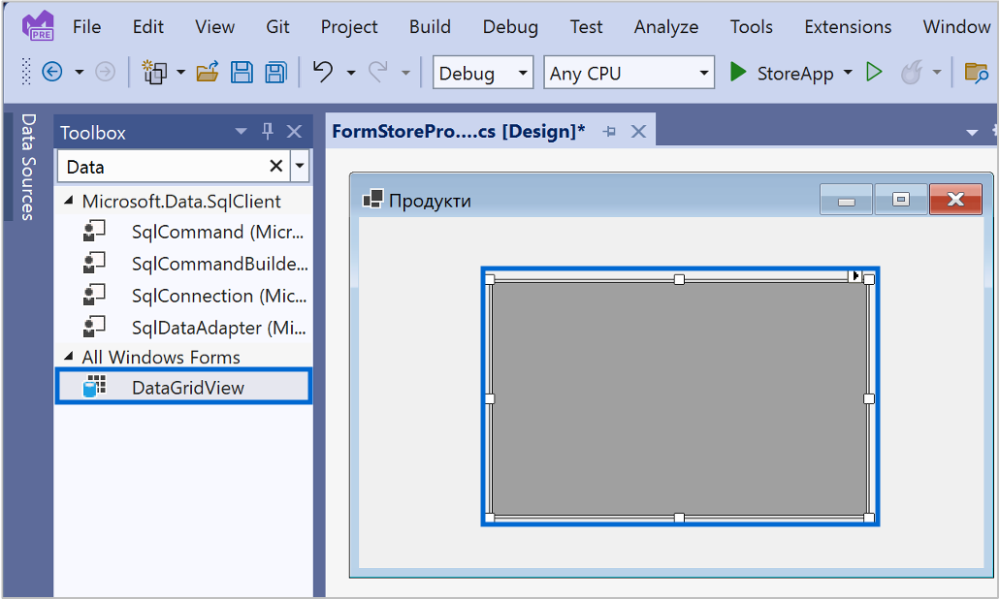 PRE File Edit View Git Project Build Debug Test Analyze Tools Extensions Window
Debug Any CPU StoreApp
Data Sources
Toolbox
FormStorePro....cs [Design]*
Data
Microsoft.Data.SqlClient
SqlCommand (Micr...
SqlCommandBuilde...
SqlConnection (Mic...
SqlDataAdapter (Mi...
All Windows Forms
DataGridView
Продукти